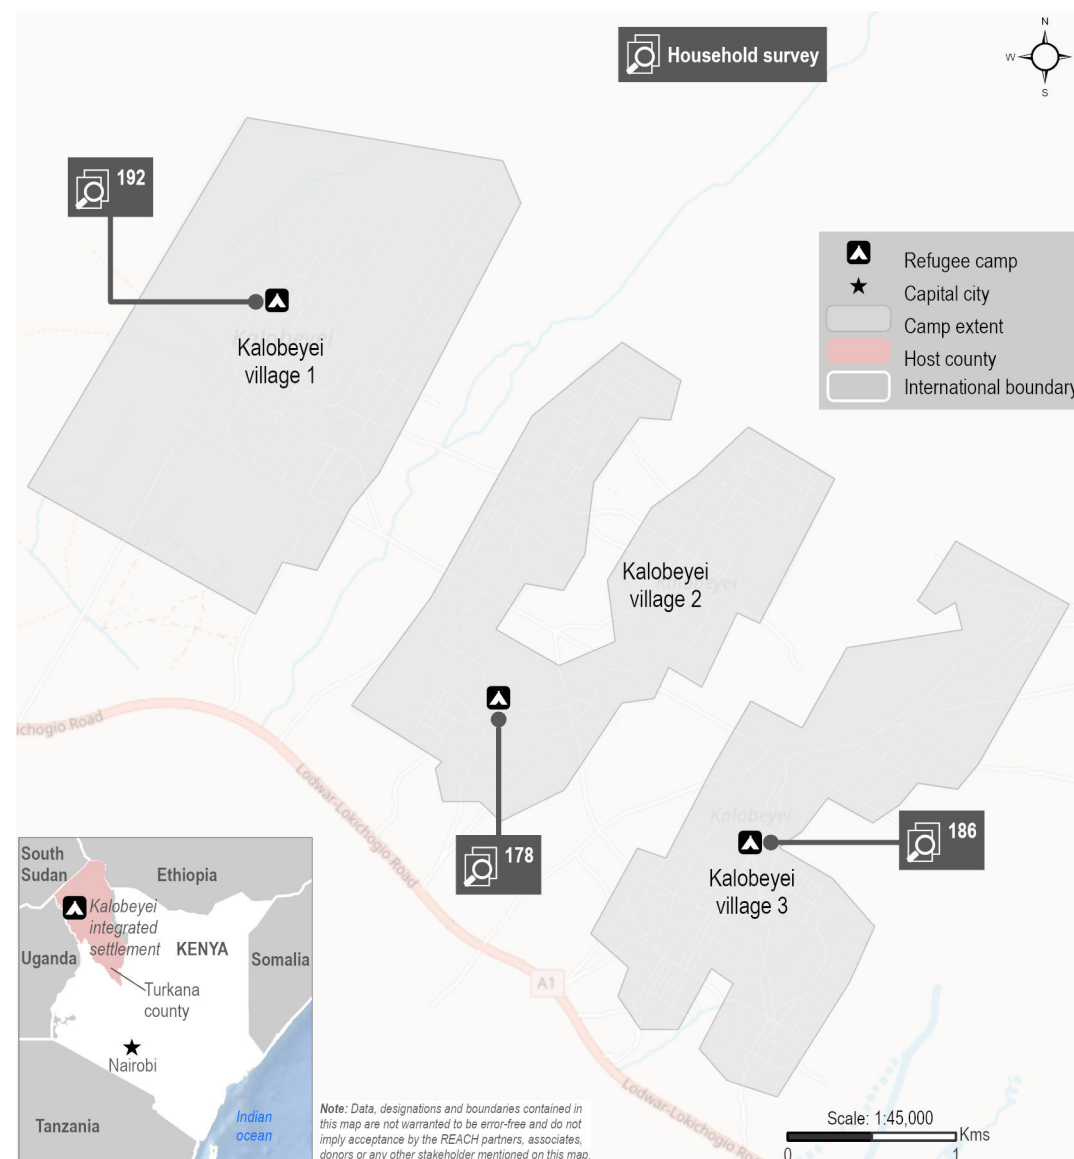 N
Household survey
W
S
192
Refugee camp
Capital city
Camp extent
Host county
International boundary
Kalobeyei
Kalobeyei
village 1
Kalobeyei
village 2
Kalobeyei
ichogio Road
Lodwar-Lokichogio Road
178
Kalobeyei
186
Kalobeyei
village 3
A1
South
Sudan
Ethiopia
Kalobeyei
integrated
settlement
KENYA
Uganda
Somalia
Turkana
county
Nairobi
Indian
ocean
Tanzania
Note: Data, designations and boundaries contained in
this map are not warranted to be error-free and do not
imply acceptance by the REACH partners, associates,
donors or any other stakeholder mentioned on this map.
Lodwar-Lokichogio Roa
Scale: 1:45,000
Kms
0
1